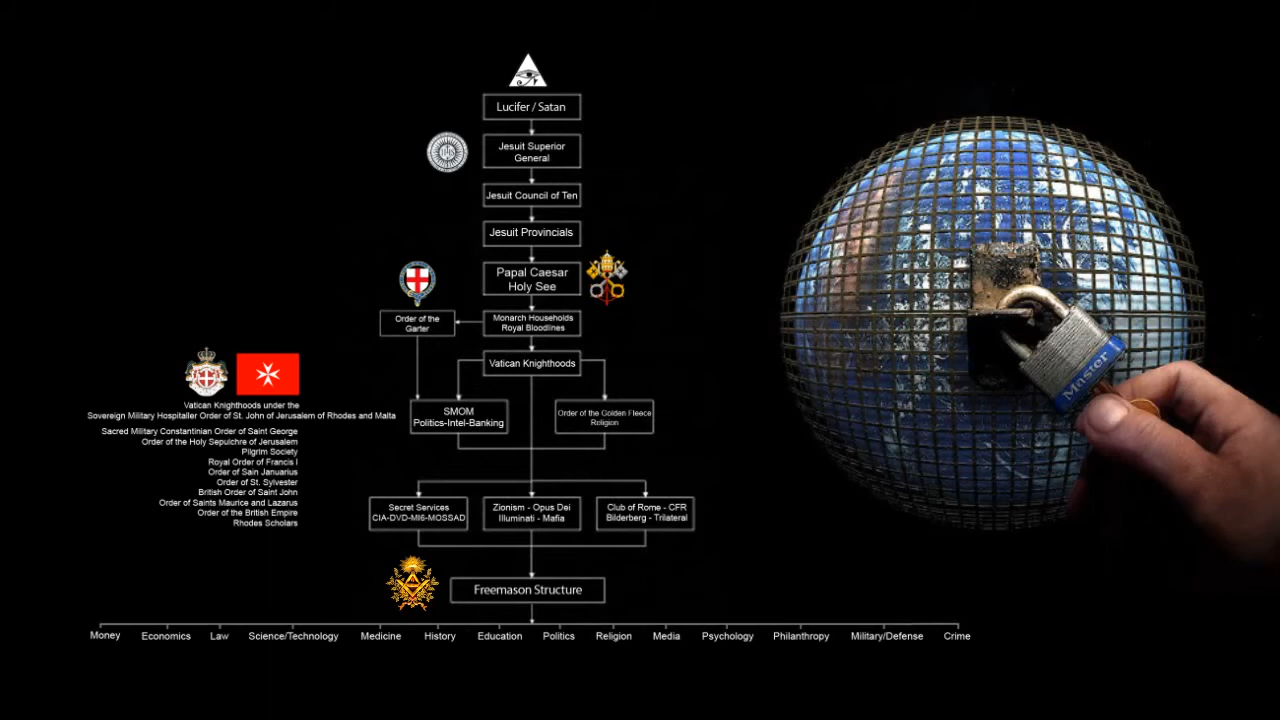 Lucifer / Satan
Jesuit Superior
General
Jesuit Council of Ten
Jesuit Provincials
Papal Caesar
Holy See
Order of the
Garter
Monarch Households
Royal Bloodlines
Vatican Knighthoods
Vatican Knighthoods under the
Sovereign Military Hospitaller Order of St. John of Jerusalem of Rhodes and Malta
Sacred Military Constantinian Order of Saint George
Order of the Holy Sepulchre of Jerusalem
Pilgrim Society
Royal Order of Francis I
Order of Sain Januarius
Order of St. Sylvester
British Order of Saint John
Order of Saints Maurice and Lazarus
Order of the British Empire
Rhodes Scholars
SMOM
Politics-Intel-Banking
Order of the Golden Fleece
Religion
Secret Services
CIA-DVD-MI6-MOSSAD
Zionism - Opus Dei
Illuminati - Mafia
Club of Rome - CFR
Bilderberg - Trilateral
Freemason Structure
Money Economics Law Science/Technology Medicine History Education Politics Religion Media Psychology Philanthropy Military/Defense Crime
Master